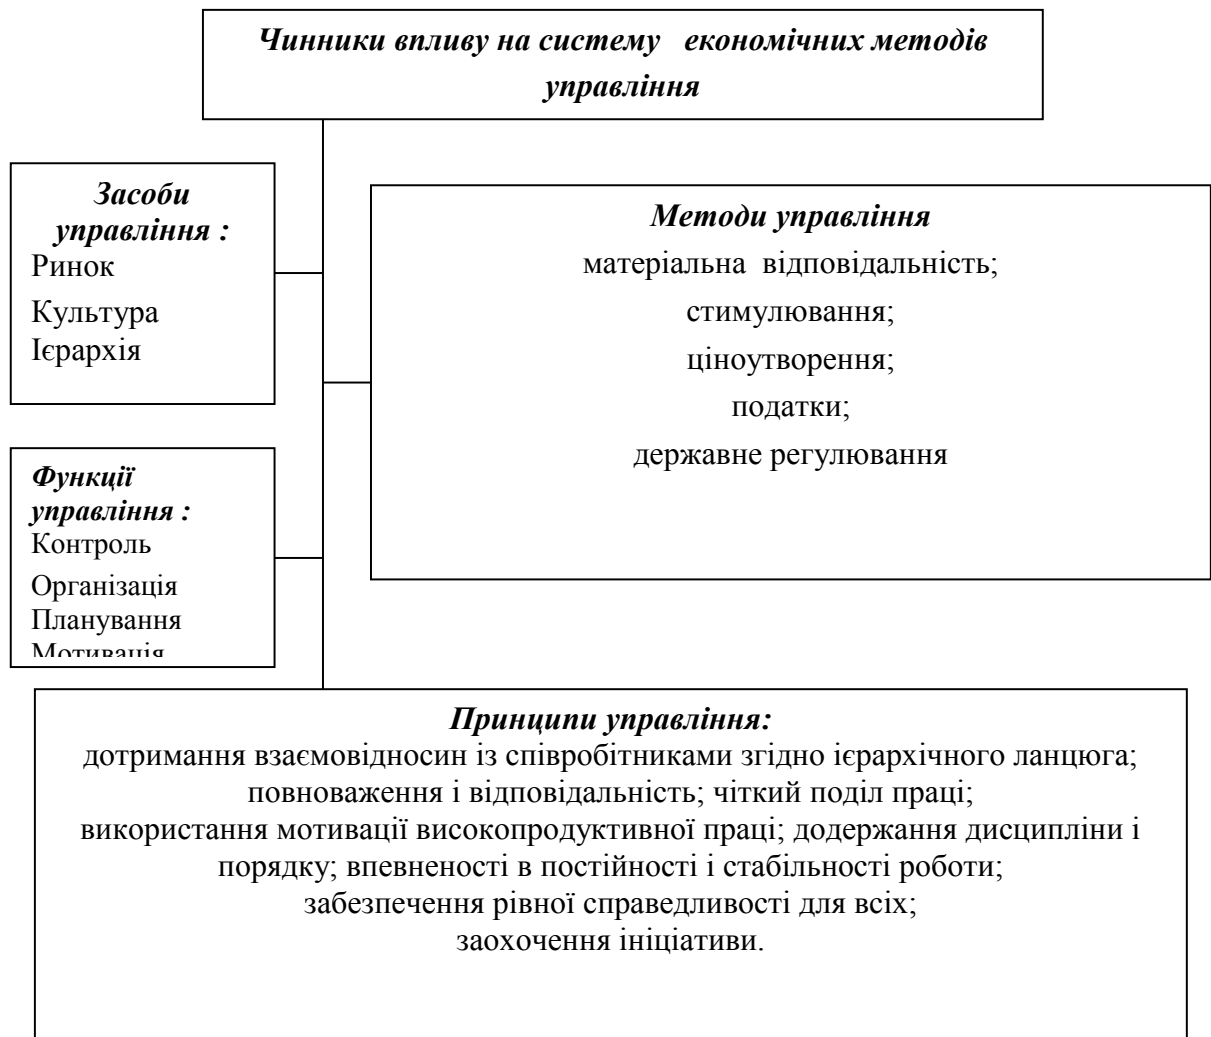 Чинники впливу на систему економічних методів
управління
Засоби
управління :
Ринок
Культура
Ієрархія
Методи управління
матеріальна відповідальність;
стимулювання;
ціноутворення;
податки;
державне регулювання
Функції
управління :
Контроль
Організація
Планування
Мотивація
Принципи управління:
дотримання взаємовідносин із співробітниками згідно ієрархічного ланцюга;
повноваження і відповідальність; чіткий поділ праці;
використання мотивації високопродуктивної праці; додержання дисципліни і
порядку; впевненості в постійності і стабільності роботи;
забезпечення рівної справедливості для всіх;
заохочення ініціативи.